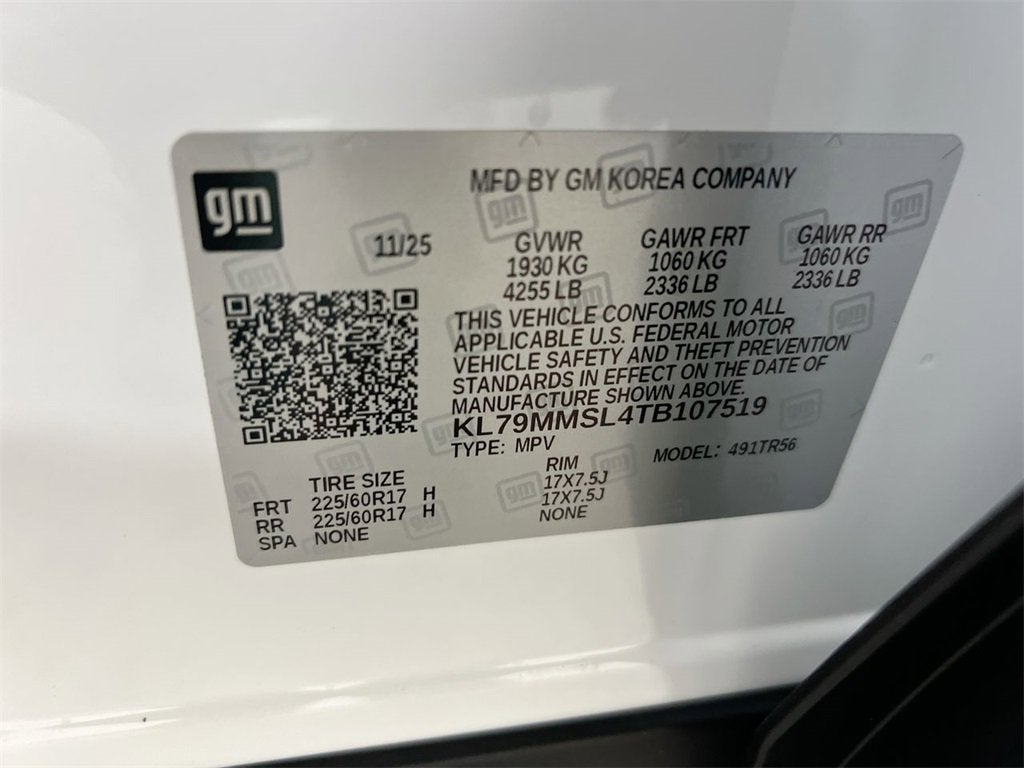 gm
MFD BY GM KOREA COMPANY
11/25
GVWR GAWR FRT GAWR RR
1930 KG 1060 KG 1060 KG
4255 LB 2336 LB 2336 LB
THIS VEHICLE CONFORMS TO ALL
APPLICABLE U.S. FEDERAL MOTOR
VEHICLE SAFETY AND THEFT PREVENTION
STANDARDS IN EFFECT ON THE DATE OF
MANUFACTURE SHOWN ABOVE.
KL79MMSL4TB107519
TYPE: MPV MODEL: 491TR56
TIRE SIZE RIM
FRT 225/60R17 H 17X7.5J
RR 225/60R17 H 17X7.5J
SPA NONE NONE